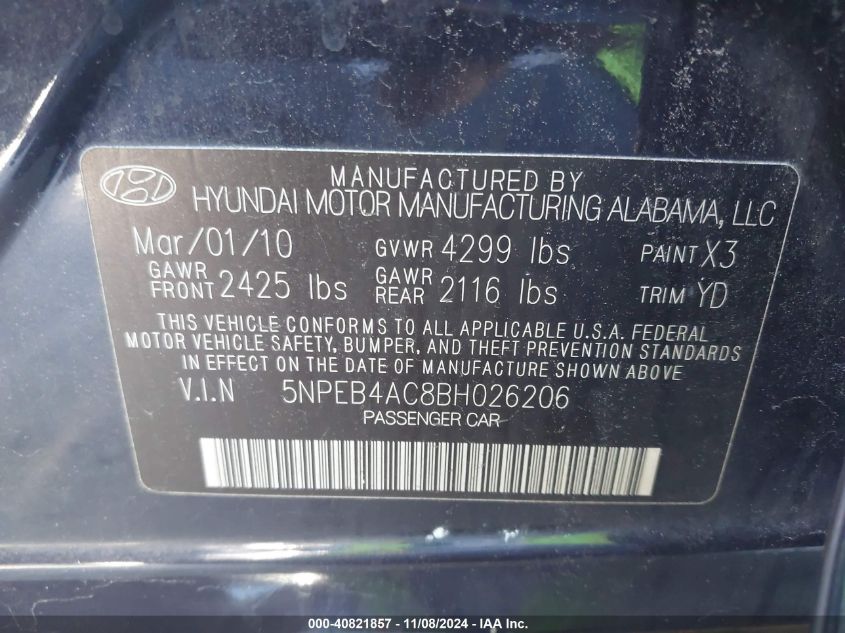 MANUFACTURED BY
HYUNDAI MOTOR MANUFACTURING ALABAMA, LLC
Mar/01/10 GVWR 4299 lbs PAINT X3
GAWR FRONT 2425 lbs GAWR REAR 2116 lbs TRIM YD
THIS VEHICLE CONFORMS TO ALL APPLICABLE U.S.A. FEDERAL
MOTOR VEHICLE SAFETY, BUMPER, AND THEFT PREVENTION STANDARDS
IN EFFECT ON THE DATE OF MANUFACTURE SHOWN ABOVE
V.I.N 5NPEB4AC8BH026206
PASSENGER CAR
000-40821857 - 11/08/2024 - IAA Inc.